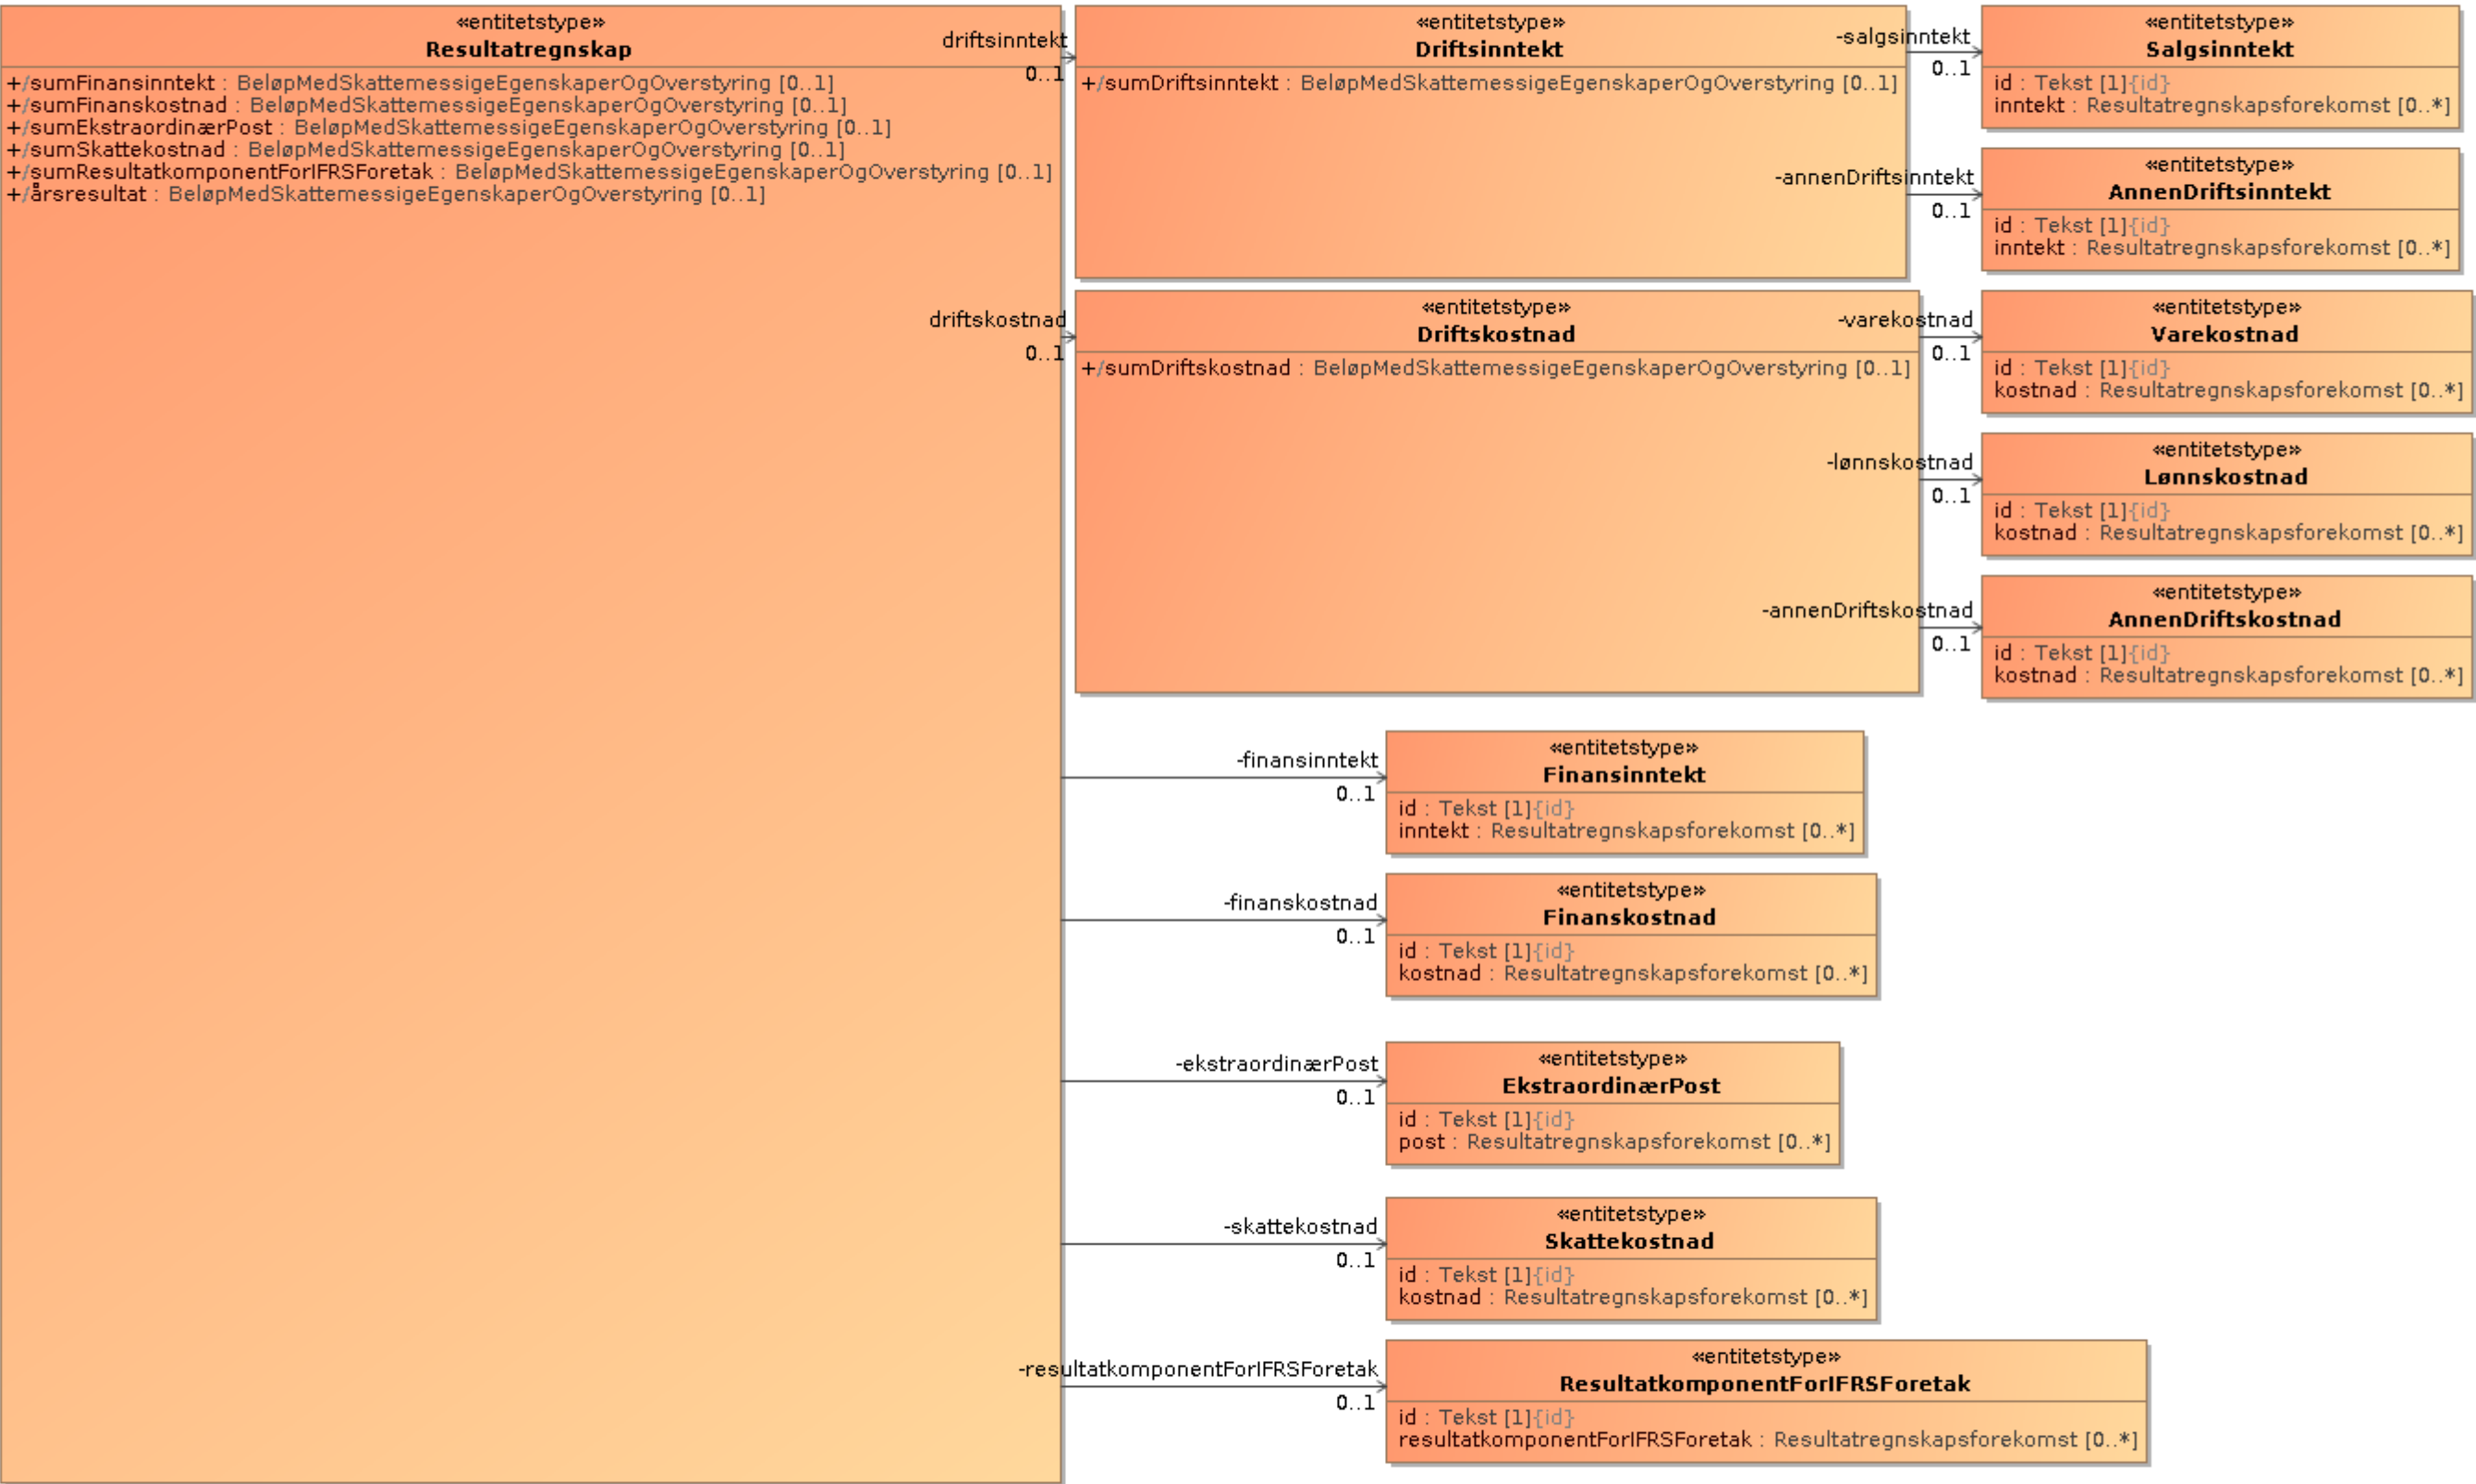 «entitetstype»
Resultatregnskap
+/sumFinansinntekt : BeløpMedSkattemessigeEgenskaperOgOverstyring [0..1]
+/sumFinanskostnad : BeløpMedSkattemessigeEgenskaperOgOverstyring [0..1]
+/sumEkstraordinærPost : BeløpMedSkattemessigeEgenskaperOgOverstyring [0..1]
+/sumSkattekostnad : BeløpMedSkattemessigeEgenskaperOgOverstyring [0..1]
+/sumResultatkomponentForIFRSForetak : BeløpMedSkattemessigeEgenskaperOgOverstyring [0..1]
+/årsresultat : BeløpMedSkattemessigeEgenskaperOgOverstyring [0..1]
driftsinntekt
0..1
«entitetstype»
Driftsinntekt
+/sumDriftsinntekt : BeløpMedSkattemessigeEgenskaperOgOverstyring [0..1]
-salgsinntekt
0..1
«entitetstype»
Salgsinntekt
id : Tekst [1]{id}
inntekt : Resultatregnskapsforekomst [0..*]
-annenDriftsinntekt
0..1
«entitetstype»
AnnenDriftsinntekt
id : Tekst [1]{id}
inntekt : Resultatregnskapsforekomst [0..*]
driftskostnad
0..1
«entitetstype»
Driftskostnad
+/sumDriftskostnad : BeløpMedSkattemessigeEgenskaperOgOverstyring [0..1]
-varekostnad
0..1
«entitetstype»
Varekostnad
id : Tekst [1]{id}
kostnad : Resultatregnskapsforekomst [0..*]
-lønnskostnad
0..1
«entitetstype»
Lønnskostnad
id : Tekst [1]{id}
kostnad : Resultatregnskapsforekomst [0..*]
-annenDriftskostnad
0..1
«entitetstype»
AnnenDriftskostnad
id : Tekst [1]{id}
kostnad : Resultatregnskapsforekomst [0..*]
-finansinntekt
0..1
«entitetstype»
Finansinntekt
id : Tekst [1]{id}
inntekt : Resultatregnskapsforekomst [0..*]
-finanskostnad
0..1
«entitetstype»
Finanskostnad
id : Tekst [1]{id}
kostnad : Resultatregnskapsforekomst [0..*]
-ekstraordinærPost
0..1
«entitetstype»
EkstraordinærPost
id : Tekst [1]{id}
post : Resultatregnskapsforekomst [0..*]
-skattekostnad
0..1
«entitetstype»
Skattekostnad
id : Tekst [1]{id}
kostnad : Resultatregnskapsforekomst [0..*]
-resultatkomponentForIFRSForetak
0..1
«entitetstype»
ResultatkomponentForIFRSForetak
id : Tekst [1]{id}
resultatkomponentForIFRSForetak : Resultatregnskapsforekomst [0..*]